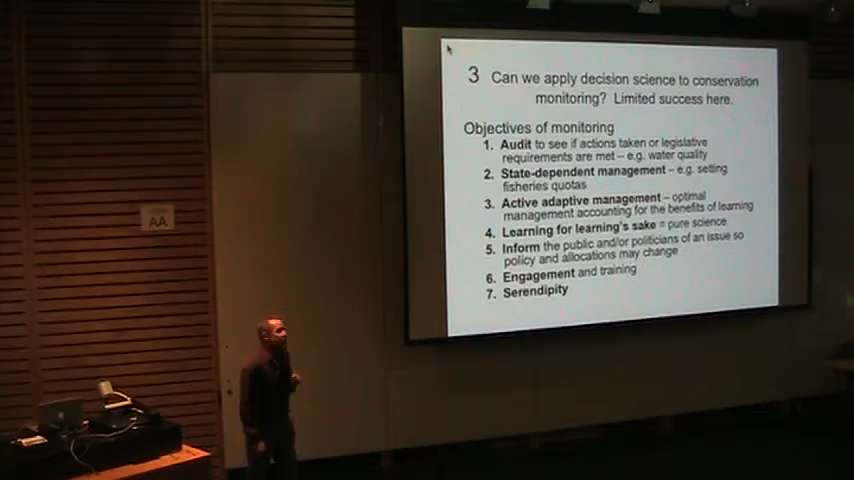 3 Can we apply decision science to conservation
monitoring? Limited success here.
Objectives of monitoring
1. Audit to see if actions taken or legislative
requirements are met – e.g. water quality
2. State-dependent management – e.g. setting
fisheries quotas
3. Active adaptive management – optimal
management accounting for the benefits of learning
4. Learning for learning's sake = pure science
5. Inform the public and/or politicians of an issue so
policy and allocations may change
6. Engagement and training
7. Serendipity
AA